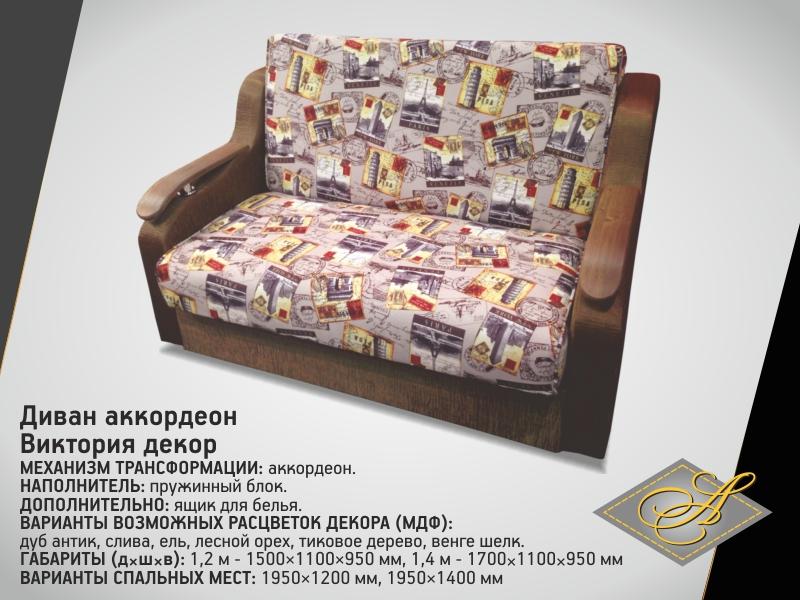 Диван аккордеон
Виктория декор
МЕХАНИЗМ ТРАНСФОРМАЦИИ: аккордеон.
НАПОЛНИТЕЛЬ: пружинный блок.
ДОПОЛНИТЕЛЬНО: ящик для белья.
ВАРИАНТЫ ВОЗМОЖНЫХ РАСЦВЕТОК ДЕКОРА (МДФ):
дуб антик, слива, ель, лесной орех, тиковое дерево, венге шелк.
ГАБАРИТЫ (д×ш×в): 1,2 м - 1500×1100×950 мм, 1,4 м - 1700×1100×950 мм
ВАРИАНТЫ СПАЛЬНЫХ МЕСТ: 1950×1200 мм, 1950×1400 мм